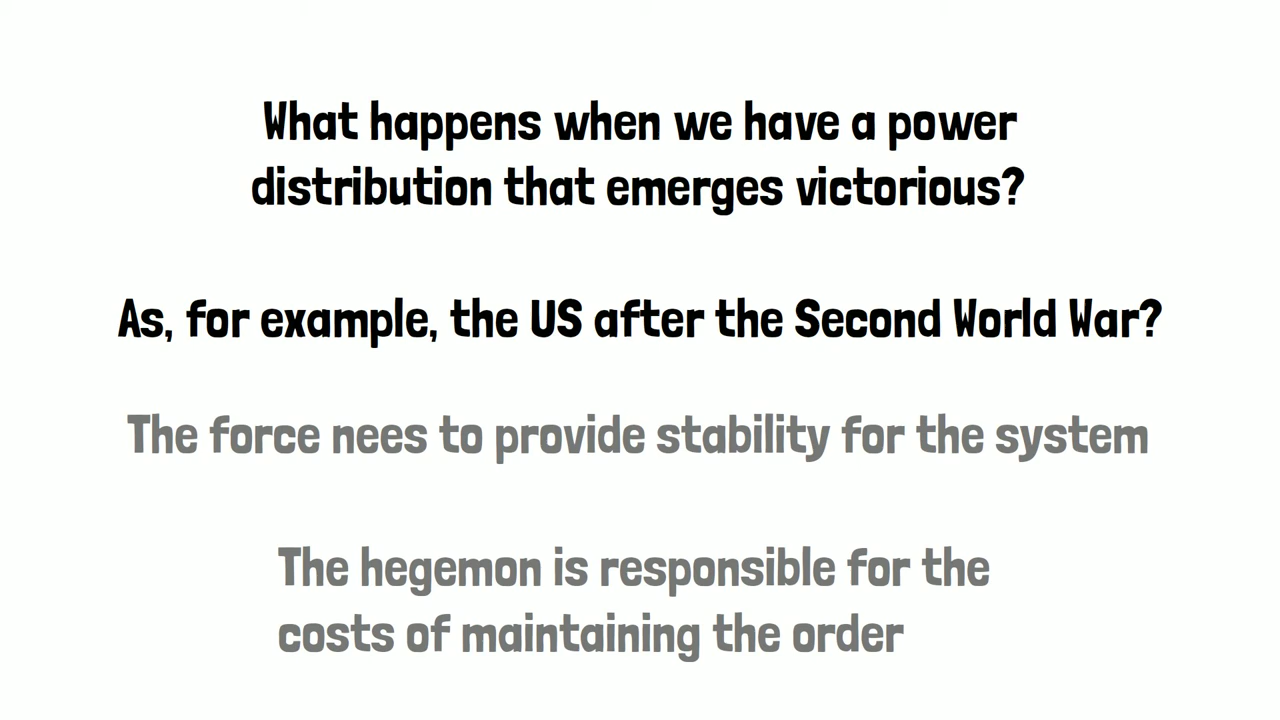 What happens when we have a power
distribution that emerges victorious?
As, for example, the US after the Second World War?
The force nees to provide stability for the system
The hegemon is responsible for the
costs of maintaining the order